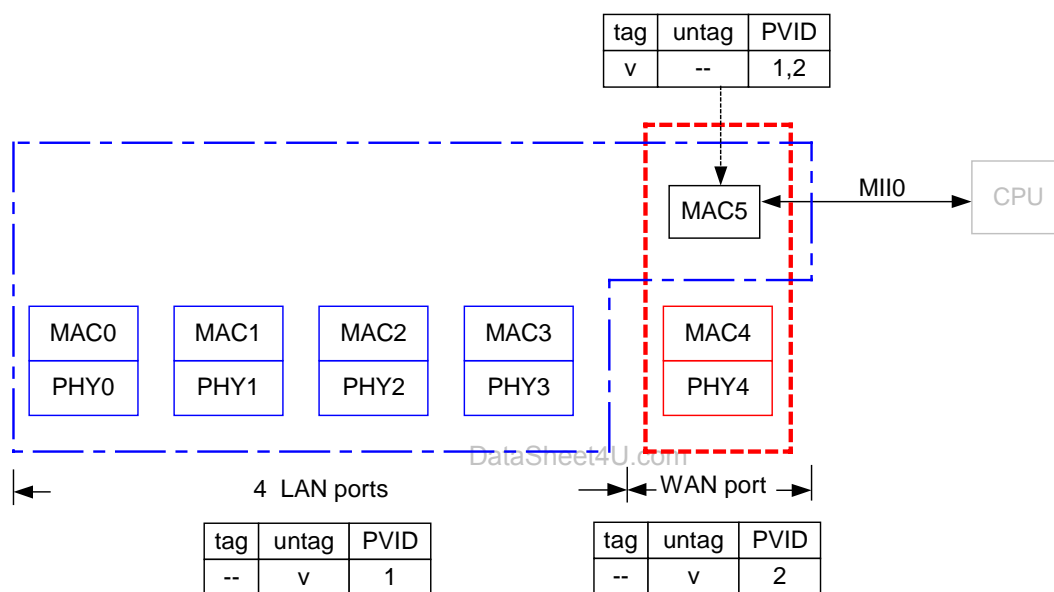 tag untag PVID
v -- 1,2
MAC5
MII0
CPU
MAC0 MAC1 MAC2 MAC3 MAC4
PHY0 PHY1 PHY2 PHY3 PHY4
DataSheet4U.com
4 LAN ports WAN port
tag untag PVID tag untag PVID
-- v 1 -- v 2